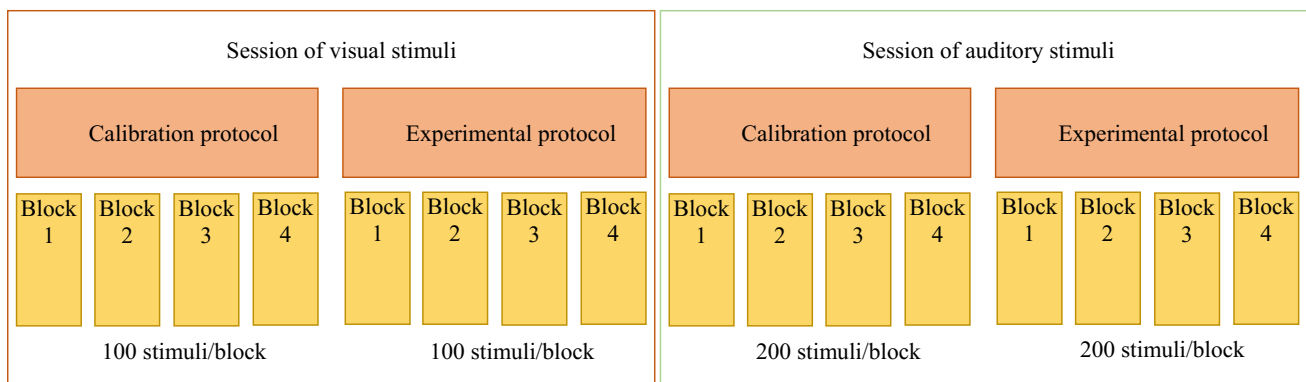 Session of visual stimuli
Calibration protocol
Experimental protocol
Block
1
Block
2
Block
3
Block
4
Block
1
Block
2
Block
3
Block
4
100 stimuli/block
100 stimuli/block
Session of auditory stimuli
Calibration protocol
Experimental protocol
Block
1
Block
2
Block
3
Block
4
Block
1
Block
2
Block
3
Block
4
200 stimuli/block
200 stimuli/block